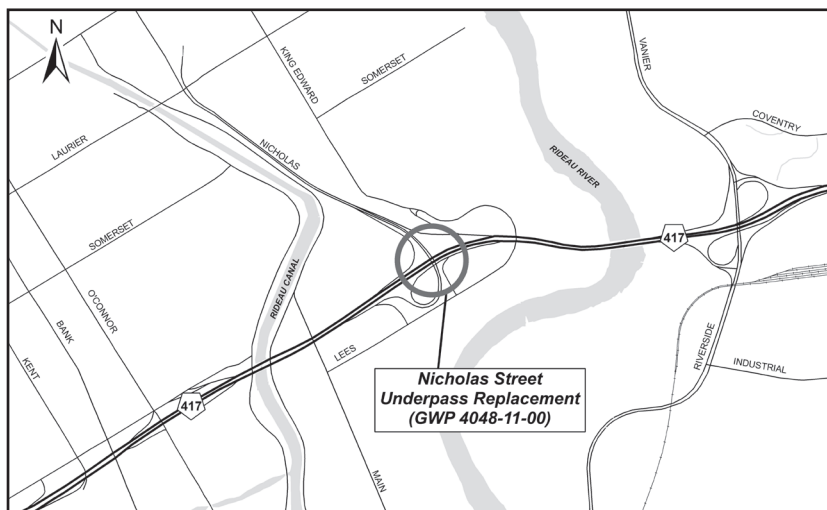 N
KING EDWARD
SOMERSET
VANIER
COVENTRY
LAURIER
NICHOLAS
RIDEAU RIVER
SOMERSET
417
RIDEAU CANAL
O'CONNOR
BANK
KENT
LEES
RIVERSIDE
INDUSTRIAL
417
Nicholas Street
Underpass Replacement
(GWP 4048-11-00)
MAIN